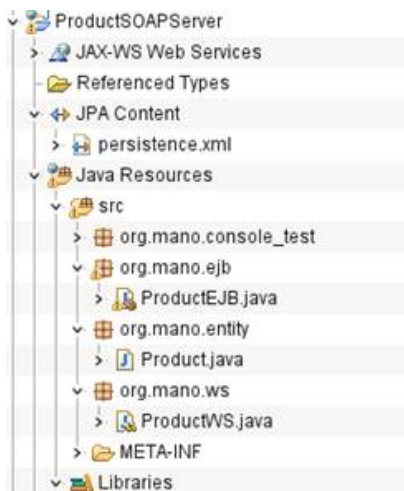 ProductSOAPServer
JAX-WS Web Services
Referenced Types
JPA Content
persistence.xml
Java Resources
src
org.mano.console_test
org.mano.ejb
ProductEJB.java
org.mano.entity
Product.java
org.mano.ws
ProductWS.java
META-INF
Libraries